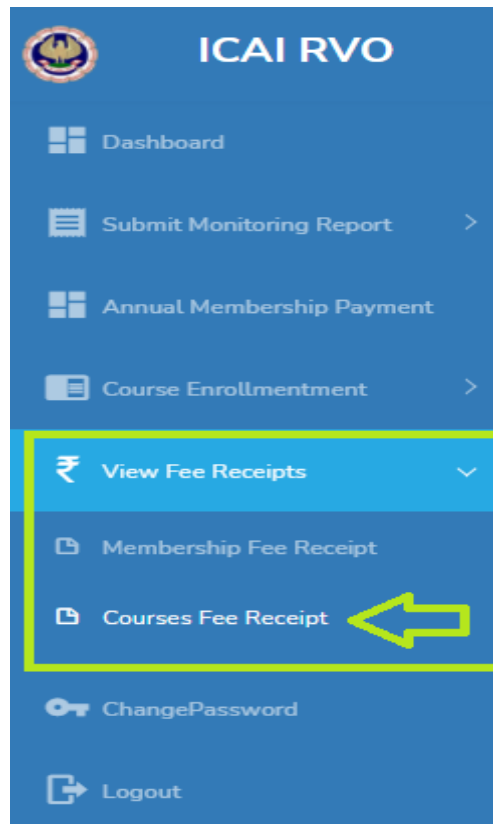 ICAI RVO
Dashboard
Submit Monitoring Report
Annual Membership Payment
Course Enrollmentment
₹ View Fee Receipts
Membership Fee Receipt
Courses Fee Receipt
ChangePassword
Logout